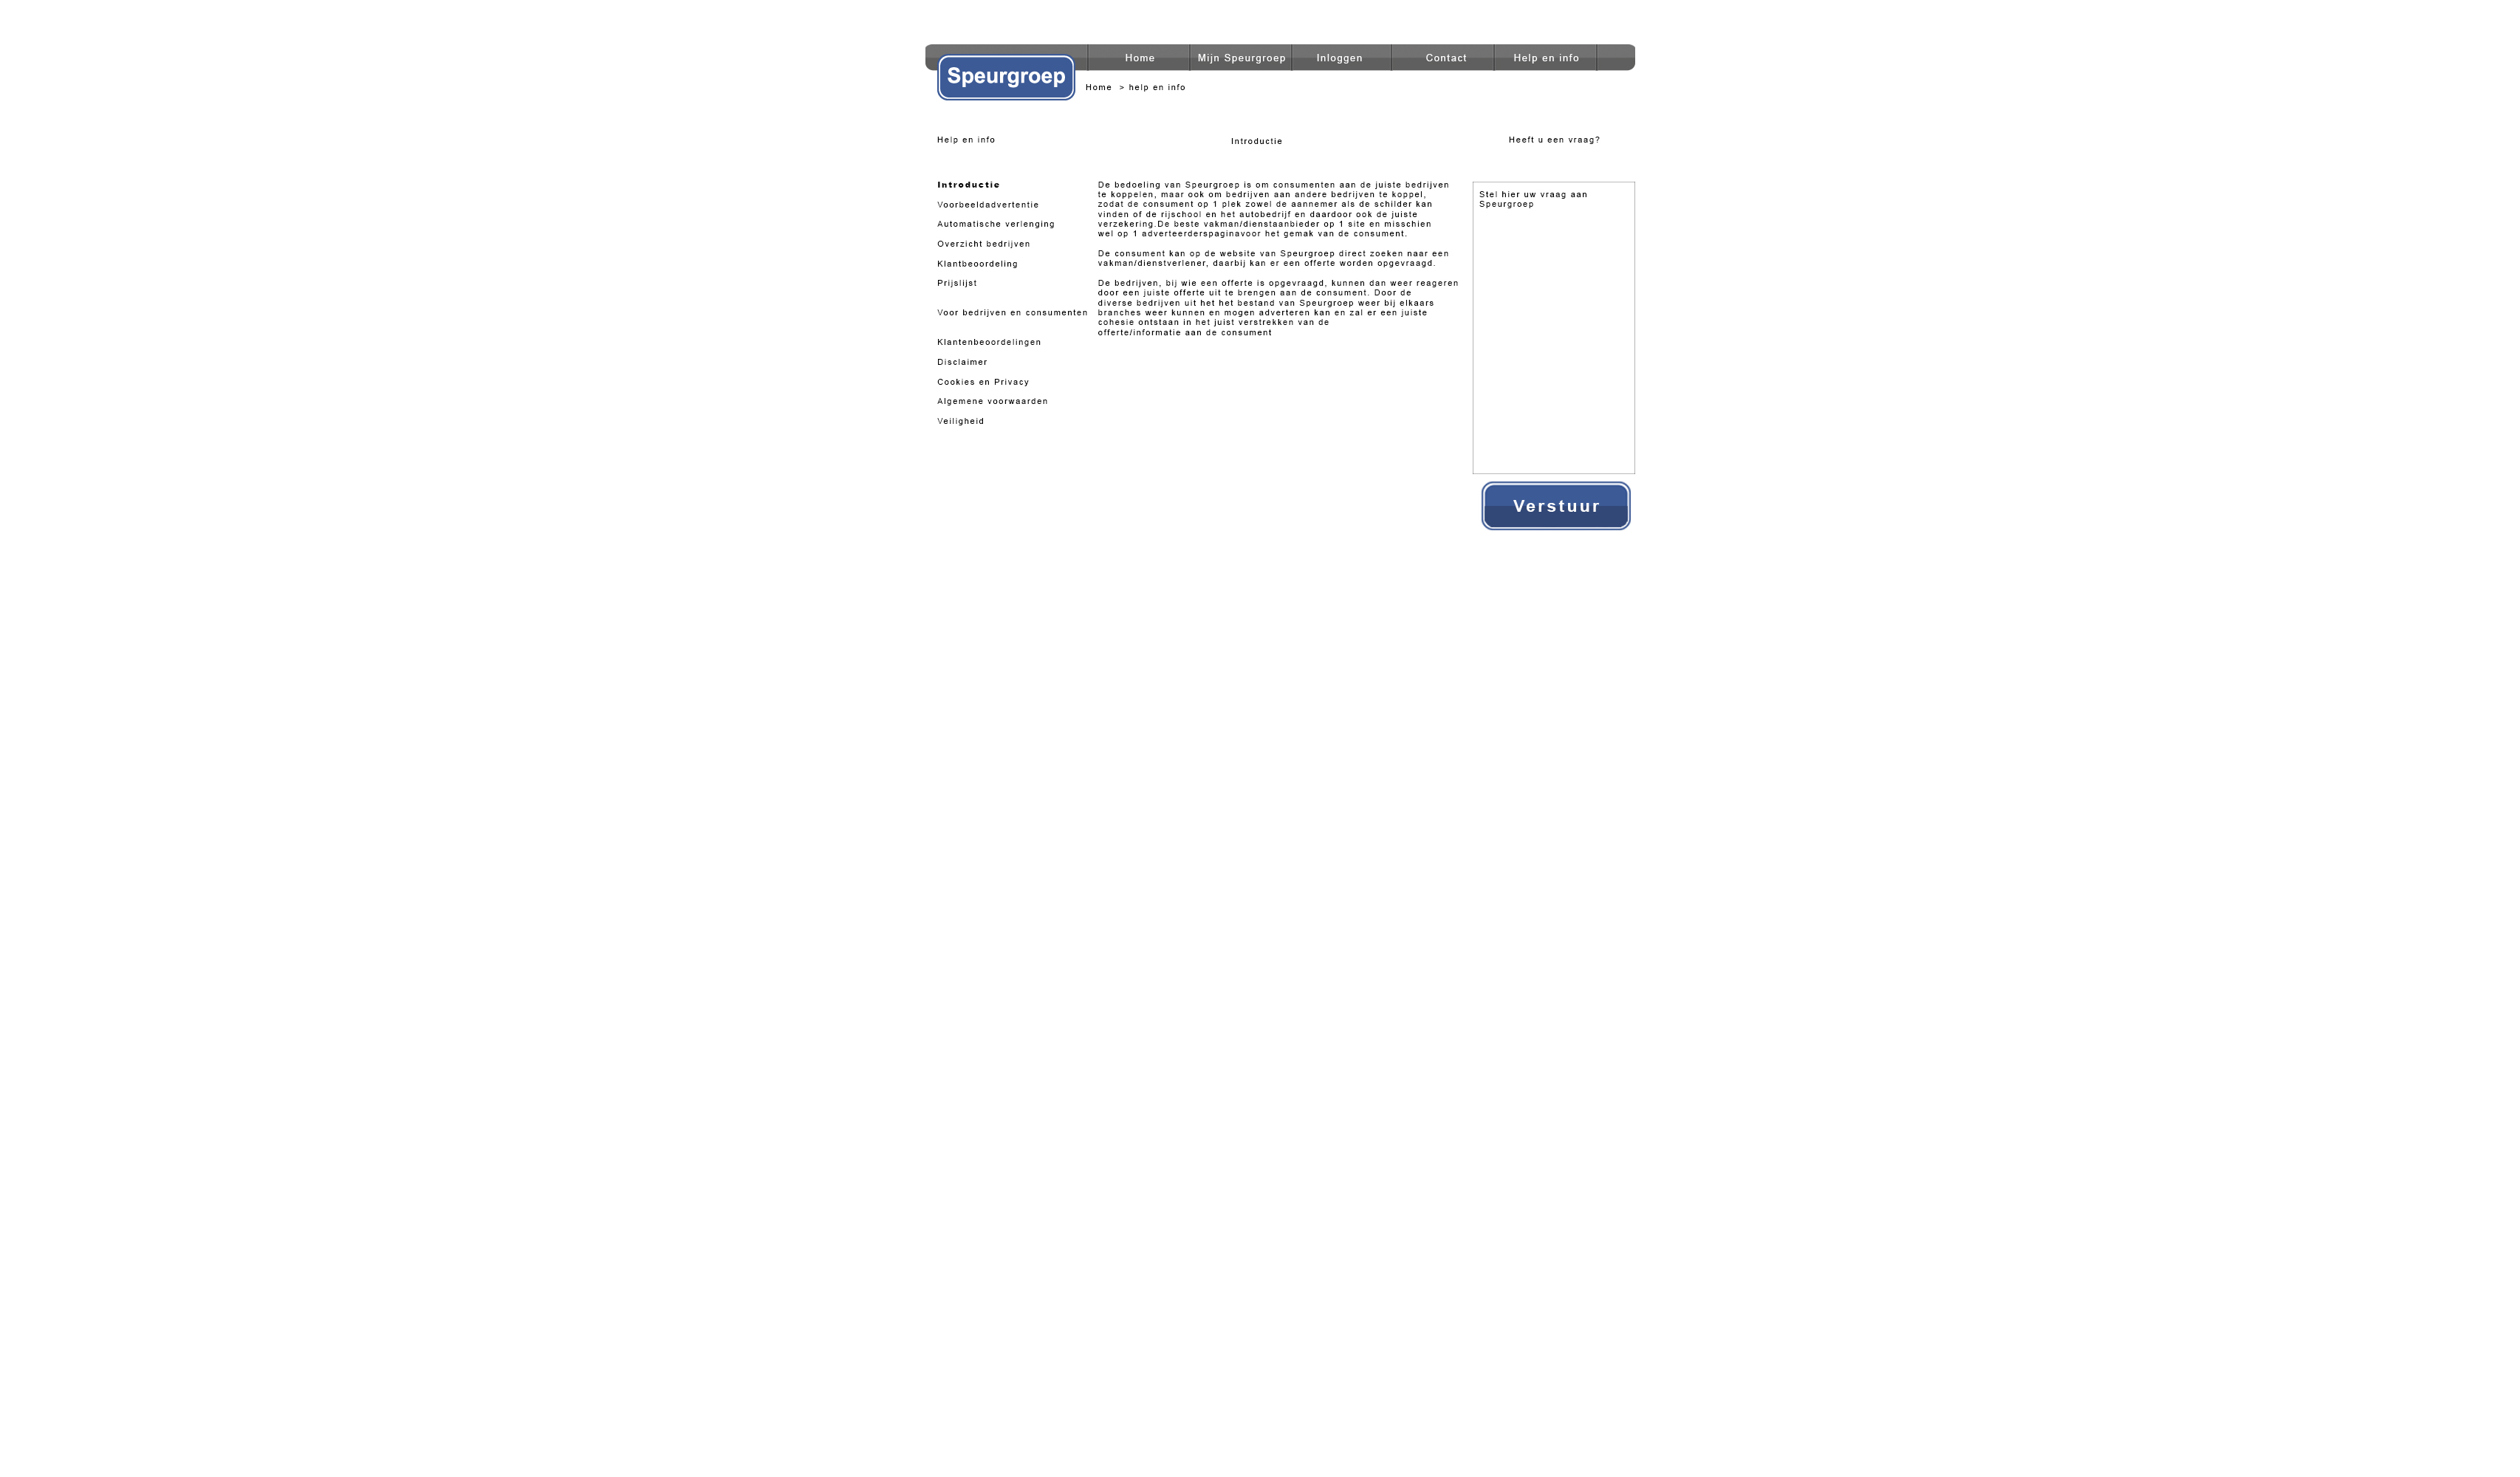 Home
Mijn Speurgroep
Inloggen
Contact
Help en info
Speurgroep
Home > help en info
Help en info
Introductie
Voorbeeldadvertentie
Automatische verlenging
Overzicht bedrijven
Klantbeoordeling
Prijslijst
Voor bedrijven en consumenten
Klantenbeoordelingen
Disclaimer
Cookies en Privacy
Algemene voorwaarden
Veiligheid
Introductie
De bedoeling van Speurgroep is om consumenten aan de juiste bedrijven
te koppelen, maar ook om bedrijven aan andere bedrijven te koppel,
zodat de consument op 1 plek zowel de aannemer als de schilder kan
vinden of de rijschool en het autobedrijf en daardoor ook de juiste
verzekering.De beste vakman/dienstaanbieder op 1 site en misschien
wel op 1 adverteerderspaginavoor het gemak van de consument.
De consument kan op de website van Speurgroep direct zoeken naar een
vakman/dienstverlener, daarbij kan er een offerte worden opgevraagd.
De bedrijven, bij wie een offerte is opgevraagd, kunnen dan weer reageren
door een juiste offerte uit te brengen aan de consument. Door de
diverse bedrijven uit het het bestand van Speurgroep weer bij elkaars
branches weer kunnen en mogen adverteren kan en zal er een juiste
cohesie ontstaan in het juist verstrekken van de
offerte/informatie aan de consument
Heeft u een vraag?
Stel hier uw vraag aan
Speurgroep
Verstuur